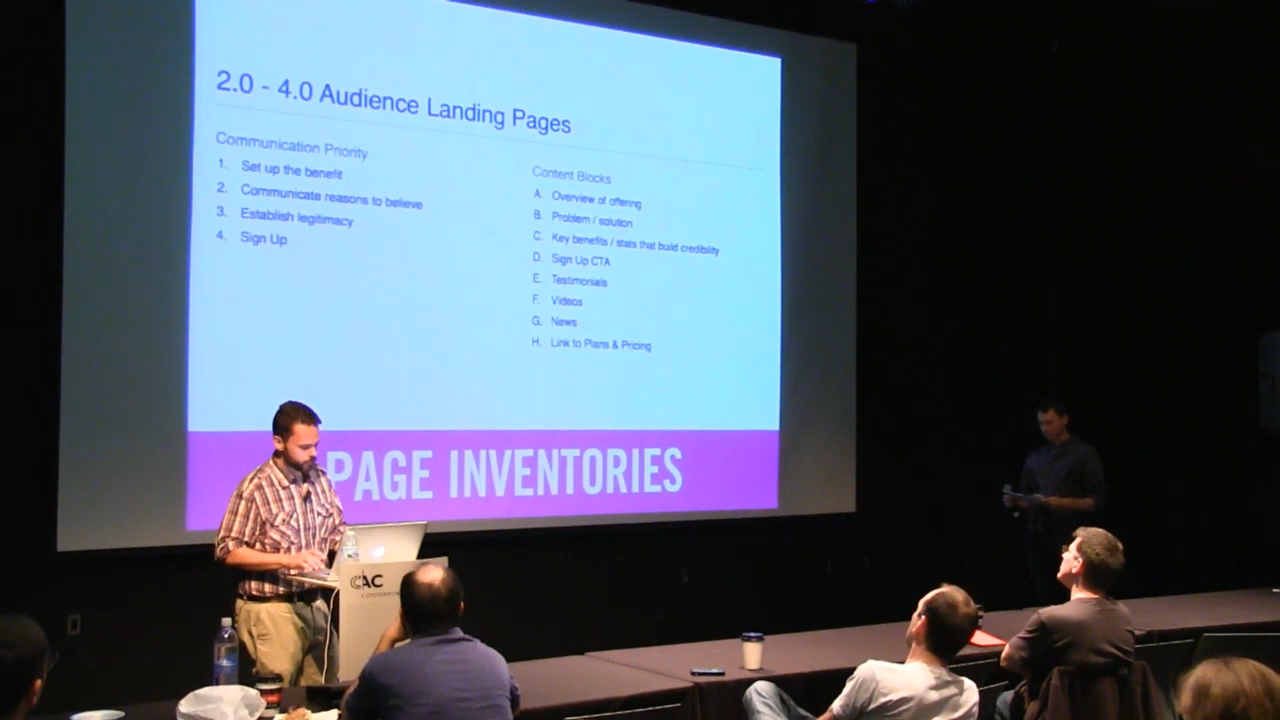 2.0 - 4.0 Audience Landing Pages
Communication Priority
1. Set up the benefit
2. Communicate reasons to believe
3. Establish legitimacy
4. Sign Up
Content Blocks
A. Overview of offering
B. Problem / solution
C. Key benefits / stats that build credibility
D. Sign Up CTA
E. Testimonials
F. Videos
G. News
H. Link to Plans & Pricing
PAGE INVENTORIES
CAC